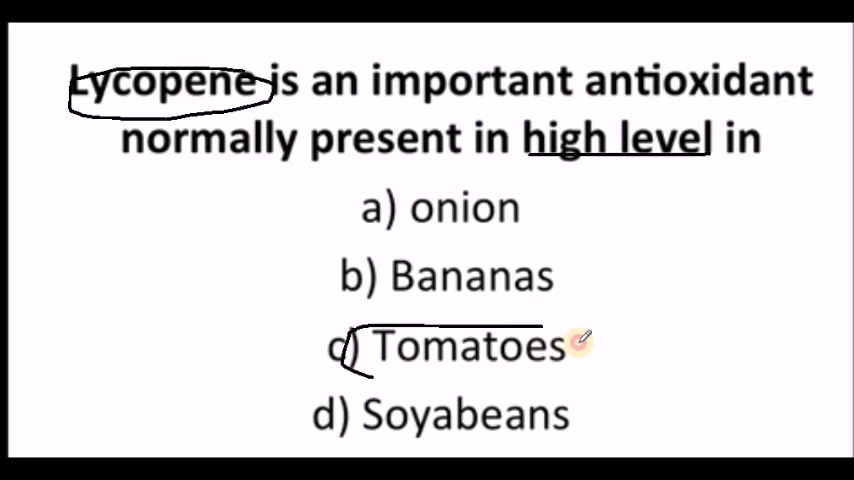 Lycopene is an important antioxidant
normally present in high level in
a) onion
b) Bananas
c) Tomatoes
d) Soyabeans